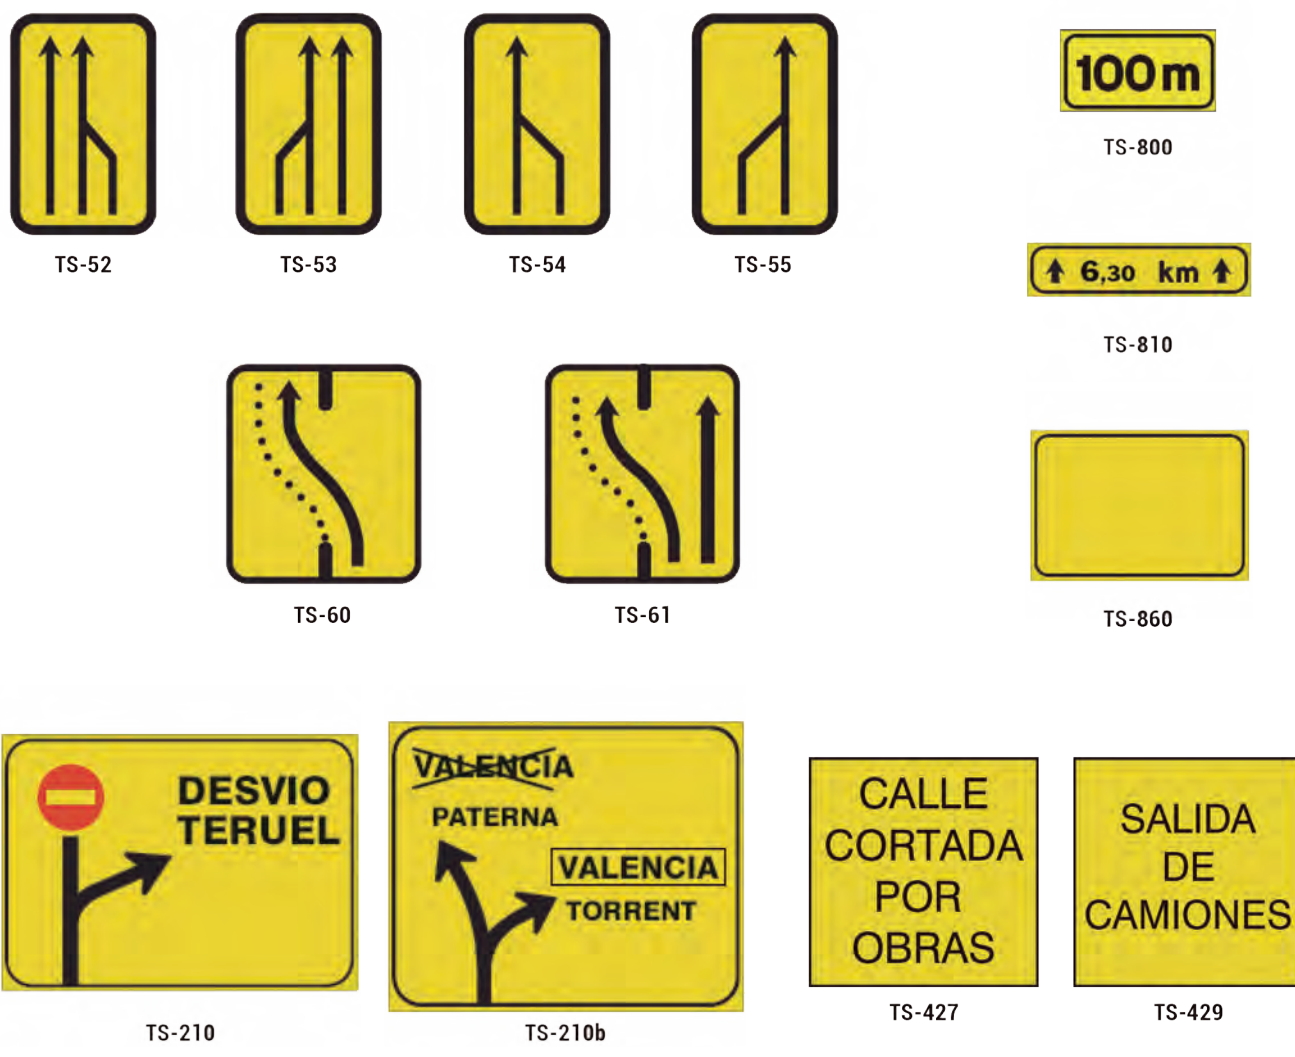 100 m
TS-800
TS-52
TS-53
TS-54
TS-55
6,30 km
TS-810
TS-60
TS-61
TS-860
DESVIO
TERUEL
TS-210
VALENCIA
PATERNA
VALENCIA
TORRENT
TS-210b
CALLE
CORTADA
POR
OBRAS
TS-427
SALIDA
DE
CAMIONES
TS-429